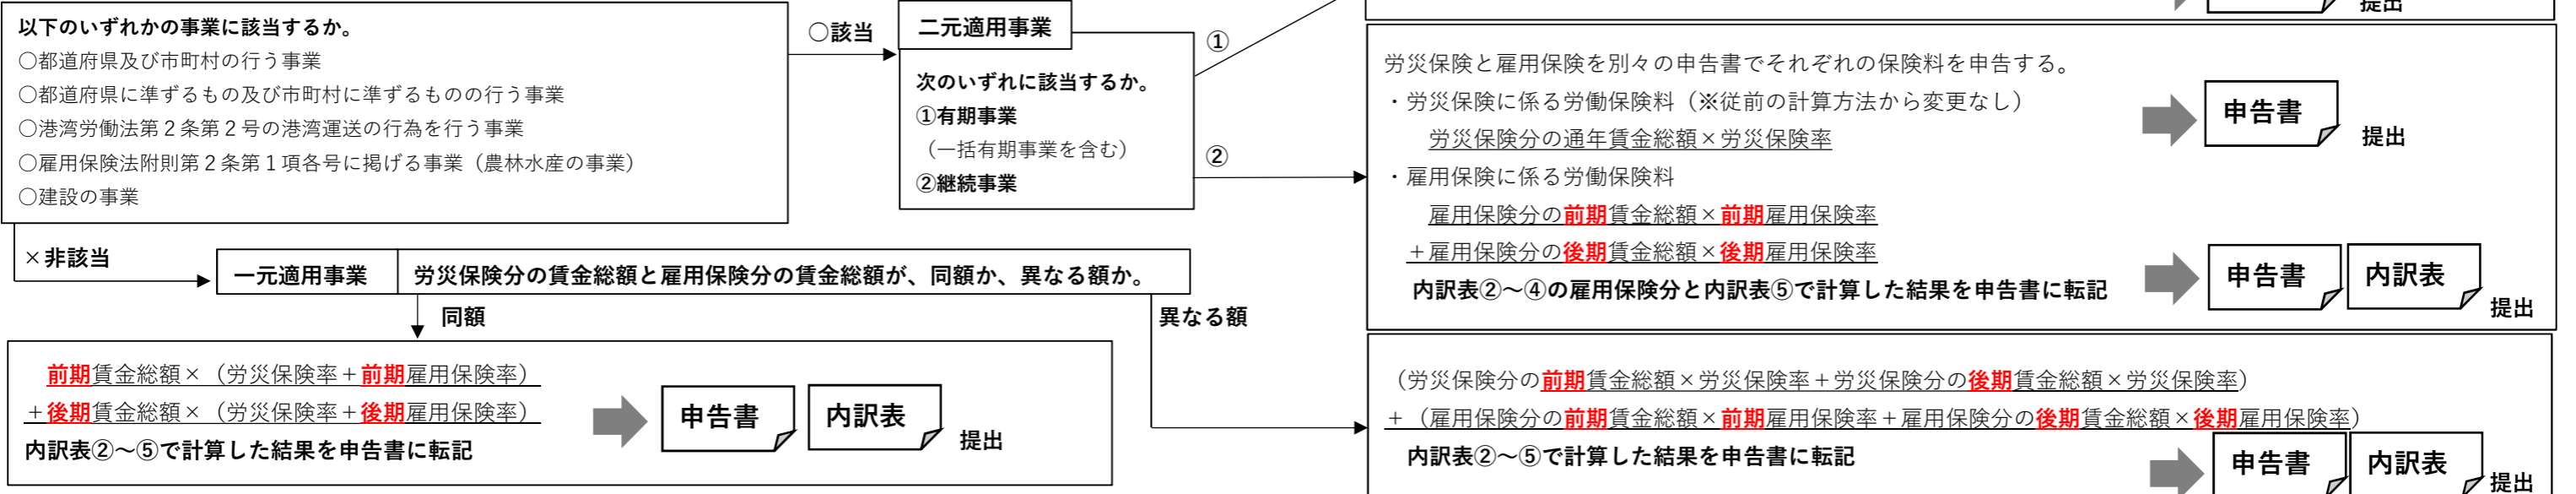 提出
以下のいずれかの事業に該当するか。
○都道府県及び市町村の行う事業
○都道府県に準ずるもの及び市町村に準ずるものの行う事業
○港湾労働法第２条第２号の港湾運送の行為を行う事業
○雇用保険法附則第２条第１項各号に掲げる事業（農林水産の事業）
○建設の事業
○該当
×非該当
二元適用事業
次のいずれに該当するか。
①有期事業
（一括有期事業を含む）
②継続事業
①
②
労災保険と雇用保険を別々の申告書でそれぞれの保険料を申告する。
・労災保険に係る労働保険料（※従前の計算方法から変更なし）
労災保険分の通年賃金総額×労災保険率
申告書
提出
・雇用保険に係る労働保険料
雇用保険分の前期賃金総額×前期雇用保険率
＋雇用保険分の後期賃金総額×後期雇用保険率
内訳表②～④の雇用保険分と内訳表⑤で計算した結果を申告書に転記
申告書
内訳表
提出
一元適用事業
労災保険分の賃金総額と雇用保険分の賃金総額が、同額か、異なる額か。
同額
異なる額
前期賃金総額×（労災保険率＋前期雇用保険率）
＋後期賃金総額×（労災保険率＋後期雇用保険率）
内訳表②～⑤で計算した結果を申告書に転記
申告書
内訳表
提出
（労災保険分の前期賃金総額×労災保険率＋労災保険分の後期賃金総額×労災保険率）
＋（雇用保険分の前期賃金総額×前期雇用保険率＋雇用保険分の後期賃金総額×後期雇用保険率）
内訳表②～⑤で計算した結果を申告書に転記
申告書
内訳表
提出